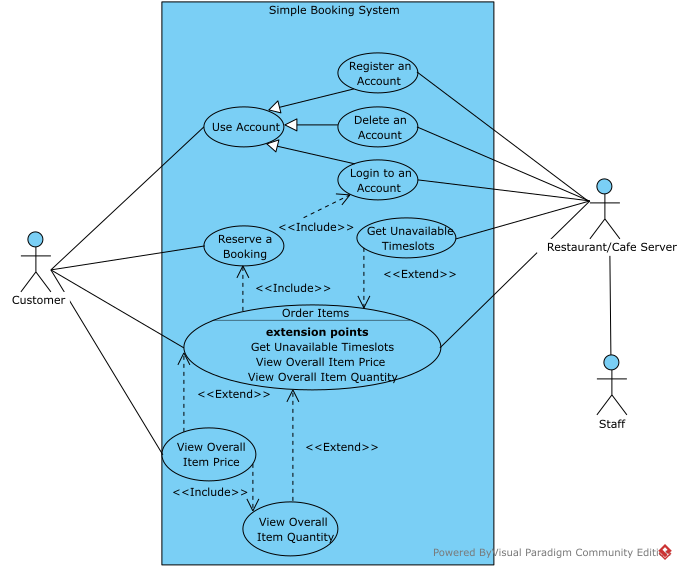 Simple Booking System
Register an
Account
Use Account
Delete an
Account
Login to an
Account
<<Include>>
Reserve a
Booking
Get Unavailable
Timeslots
Restaurant/Cafe Server
<<Extend>>
<<Include>>
Customer
Order Items
extension points
Get Unavailable Timeslots
View Overall Item Price
View Overall Item Quantity
<<Extend>>
Staff
View Overall
Item Price
<<Extend>>
<<Include>>
View Overall
Item Quantity
Powered By Visual Paradigm Community